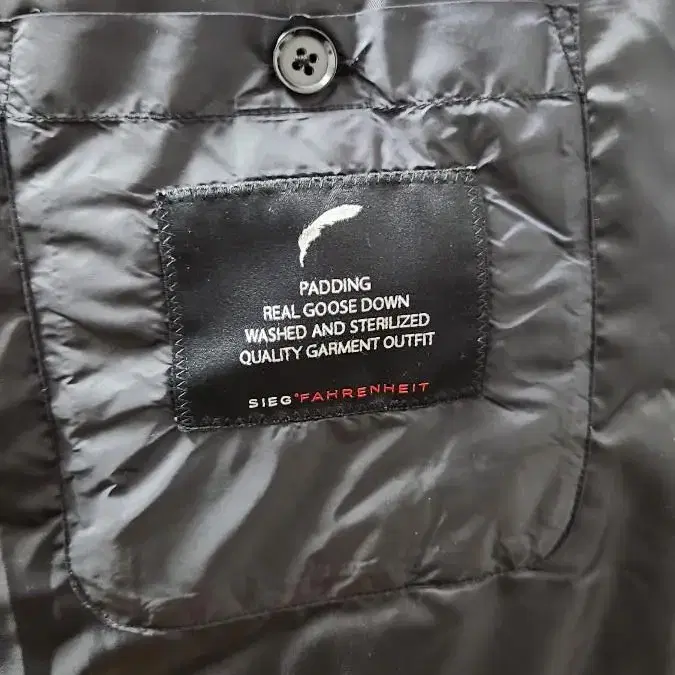 PADDING
REAL GOOSE DOWN
WASHED AND STERILIZED
QUALITY GARMENT OUTFIT
SIEG°FAHRENHEIT